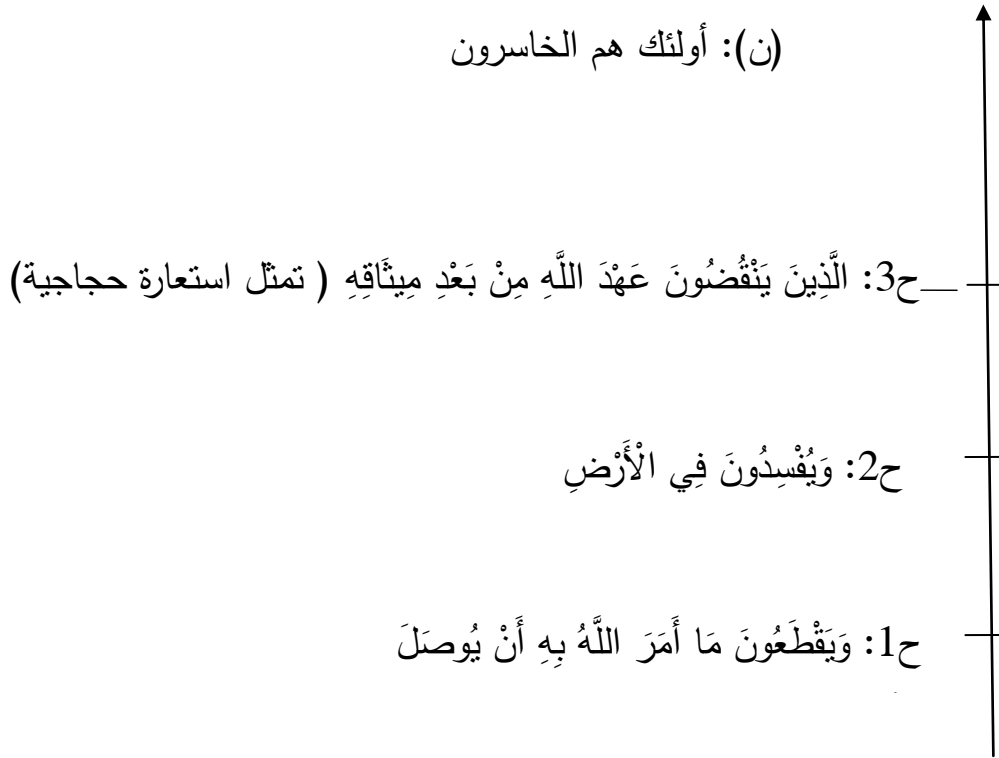 (ن): أولئك هم الخاسرون
ح3: الَّذِينَ يَنْقُضُونَ عَهْدَ اللَّهِ مِنْ بَعْدِ مِيثَاقِهِ ( تمثل استعارة حجاجية)
ح2: وَيُفْسِدُونَ فِي الْأَرْضِ
ح1: وَيَقْطَعُونَ مَا أَمَرَ اللَّهُ بِهِ أَنْ يُوصَلَ